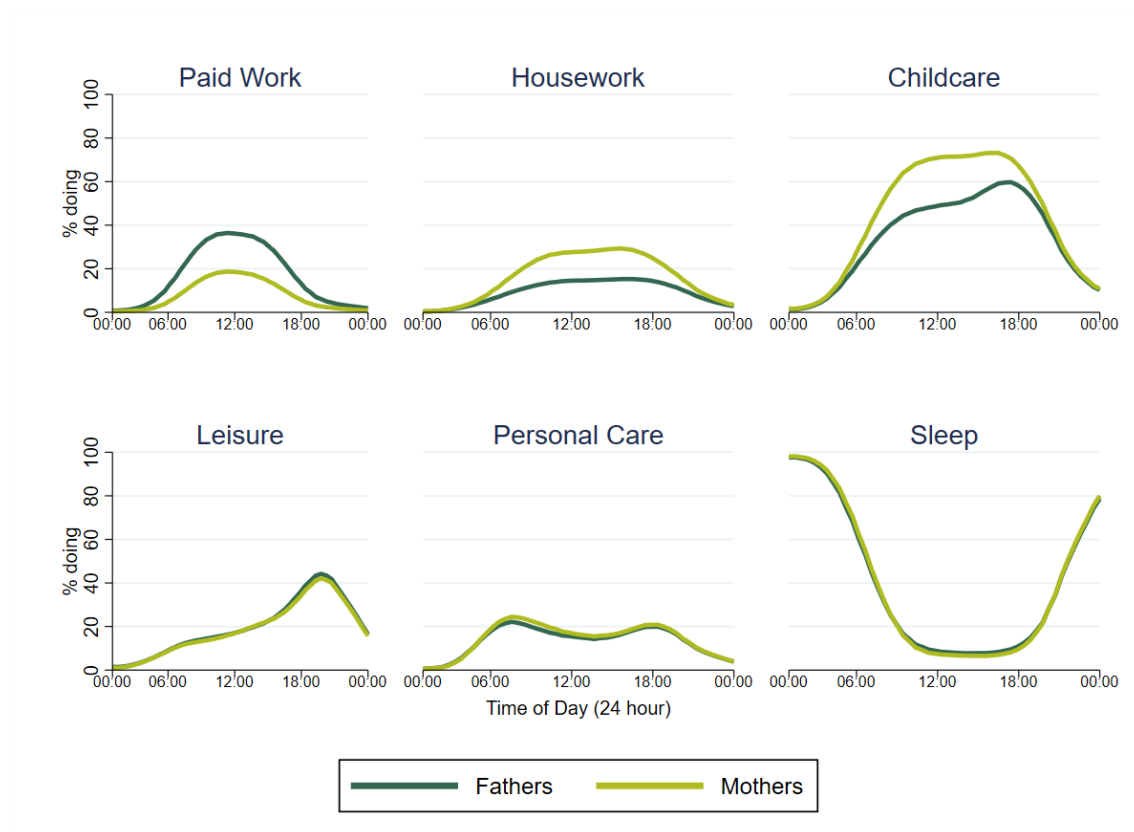 Paid Work Housework Childcare
% doing
100
80
60
40
20
0
00:00 06:00 12:00 18:00 00:00 00:00 06:00 12:00 18:00 00:00 00:00 06:00 12:00 18:00 00:00
Leisure Personal Care Sleep
% doing
100
80
60
40
20
0
00:00 06:00 12:00 18:00 00:00 00:00 06:00 12:00 18:00 00:00 00:00 06:00 12:00 18:00 00:00
Time of Day (24 hour)
Fathers Mothers